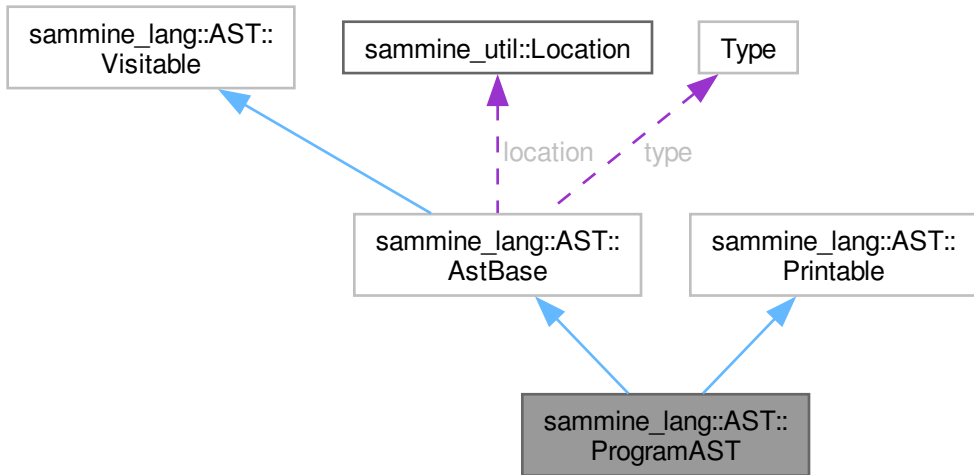 sammine_lang::AST::
Visitable
sammine_util::Location
Type
location
type
sammine_lang::AST::
AstBase
sammine_lang::AST::
Printable
sammine_lang::AST::
ProgramAST